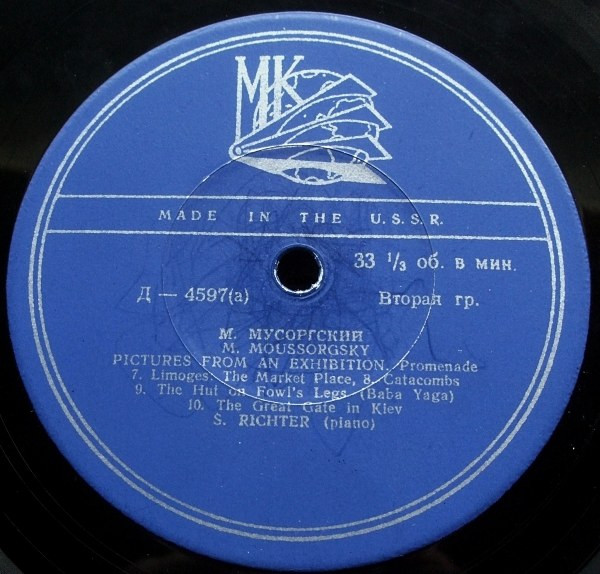 МК
MADE IN THE U.S.S.R.
33 1/3 об. в мин.
Д — 4597(а) Вторая гр.
М. МУСОРГСКИЙ
M. MOUSSORGSKY
PICTURES FROM AN EXHIBITION. Promenade
7. Limoges. The Market Place, 8. Catacombs
9. The Hut on Fowl's Legs (Baba Yaga)
10. The Great Gate in Kiev
S. RICHTER (piano)